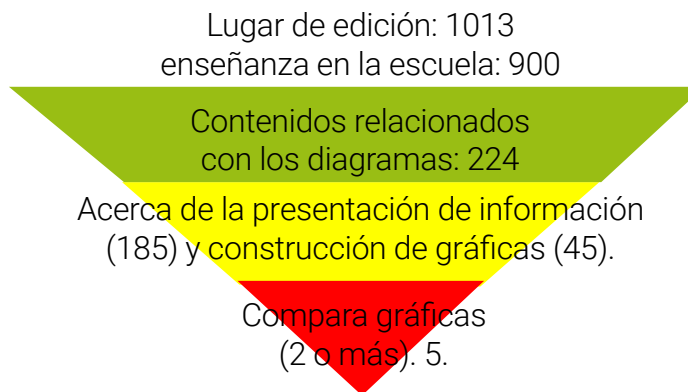 Lugar de edición: 1013
enseñanza en la escuela: 900
Contenidos relacionados
con los diagramas: 224
Acerca de la presentación de información
(185) y construcción de gráficas (45).
Compara gráficas
(2 o más). 5.